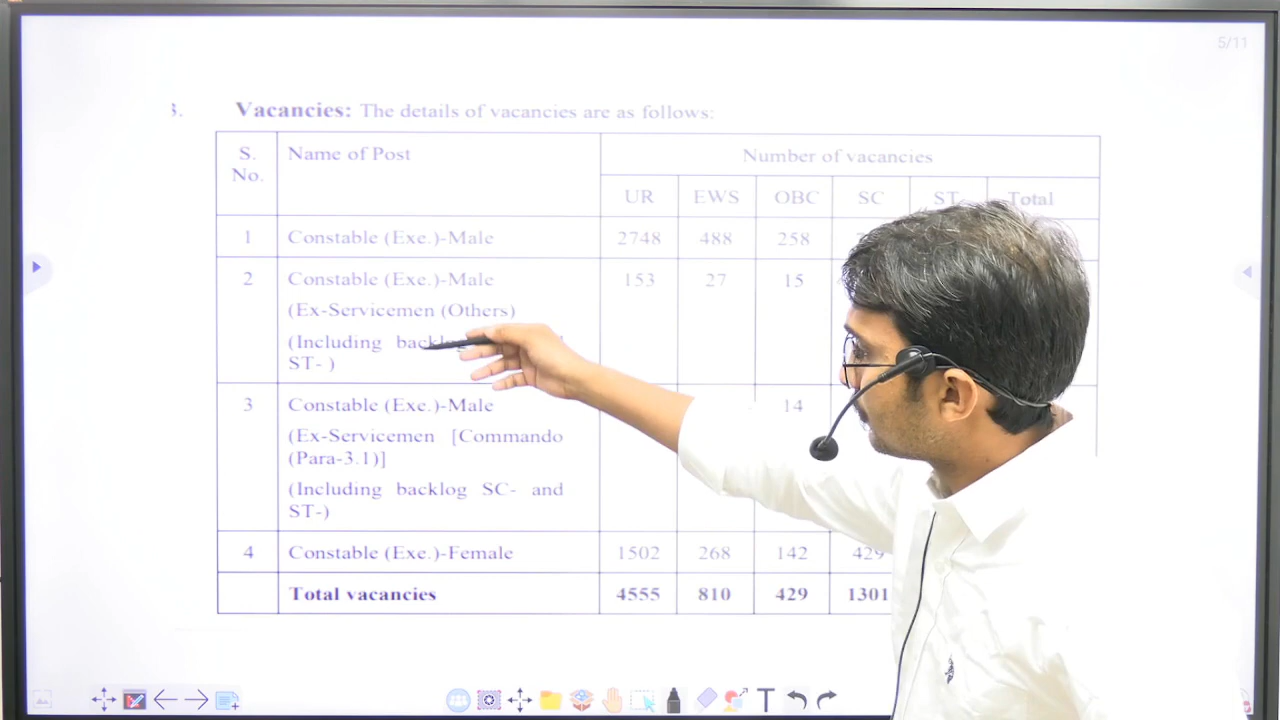 5/11
3. Vacancies: The details of vacancies are as follows:
S. No. Name of Post Number of vacancies
UR EWS OBC SC ST- Total
1 Constable (Exe.)-Male 2748 488 258
2 Constable (Exe.)-Male 153 27 15
(Ex-Servicemen (Others)
(Including
ST- )
3 Constable (Exe.)-Male 14
(Ex-Servicemen [Commando
(Para-3.1)]
(Including backlog SC- and
ST-)
4 Constable (Exe.)-Female 1502 268 142 429
Total vacancies 4555 810 429 1301
T